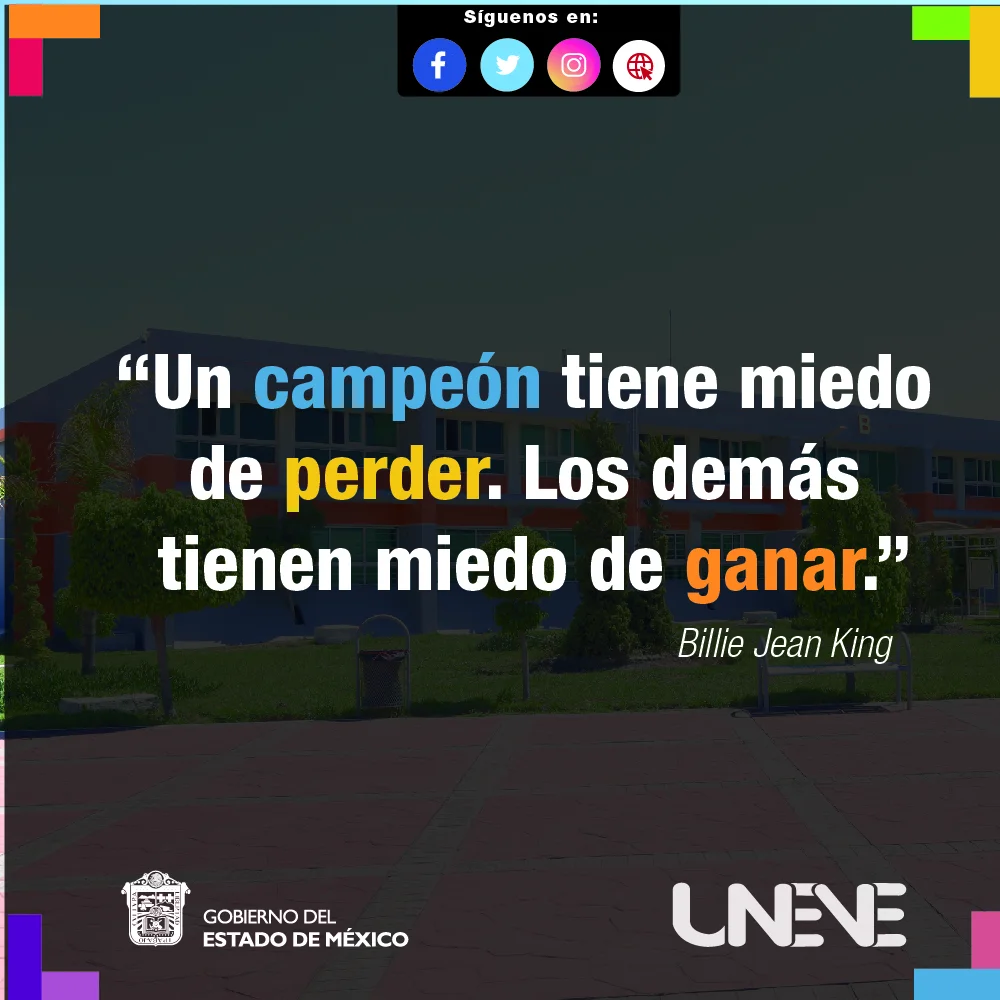 Síguenos en:
“Un campeón tiene miedo
de perder. Los demás
tienen miedo de ganar.”
Billie Jean King
GOBIERNO DEL
ESTADO DE MÉXICO
UNEVE